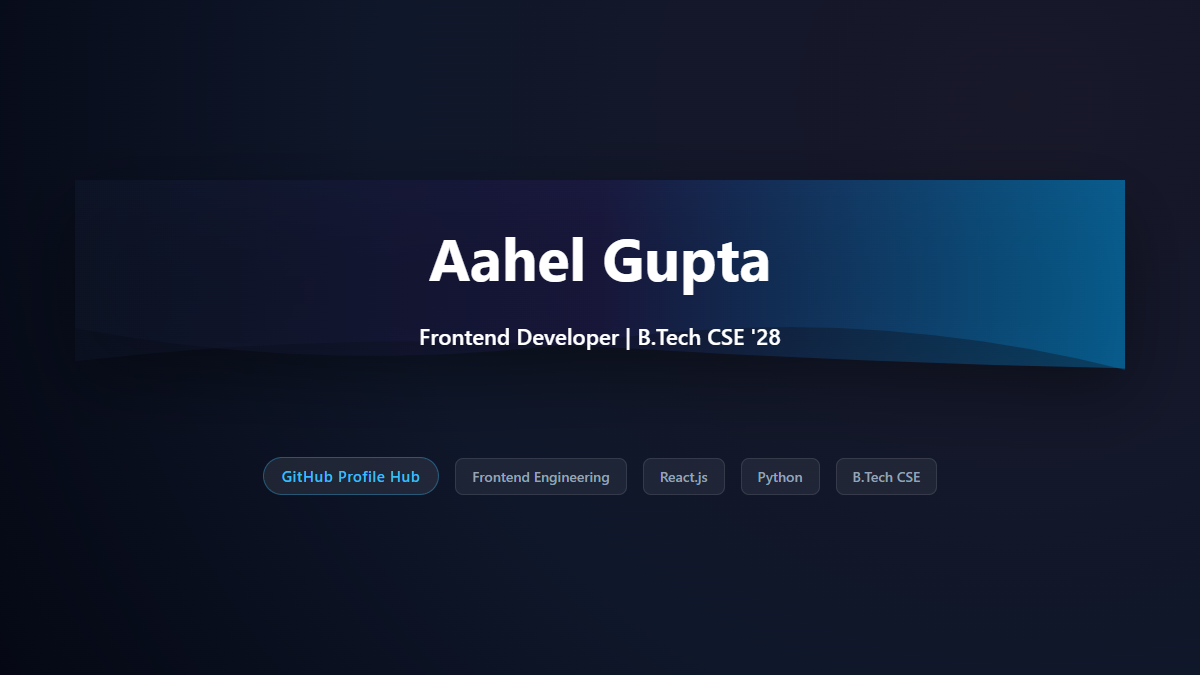 Aahel Gupta
Frontend Developer | B.Tech CSE '28
GitHub Profile Hub
Frontend Engineering
React.js
Python
B.Tech CSE